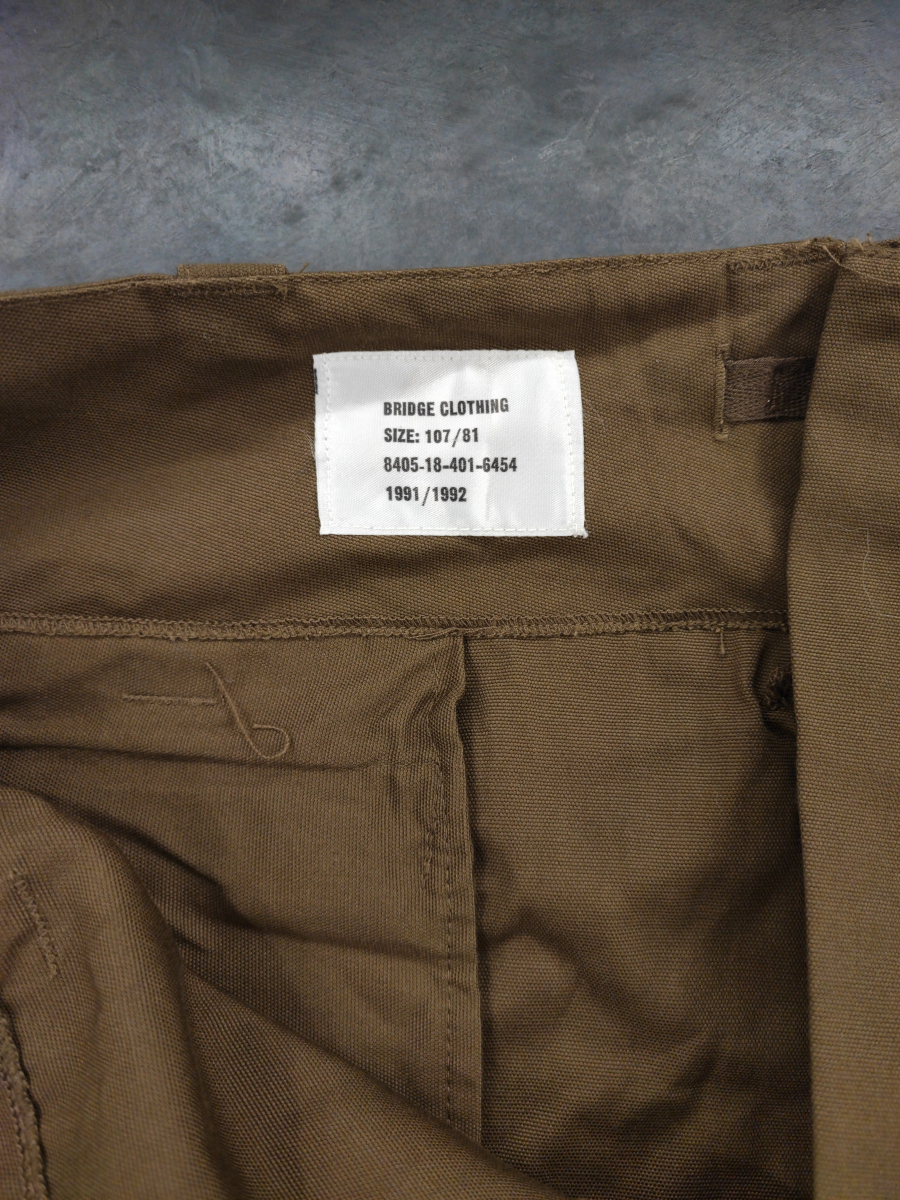 BRIDGE CLOTHING
SIZE: 107/81
8405-18-401-6454
1991/1992